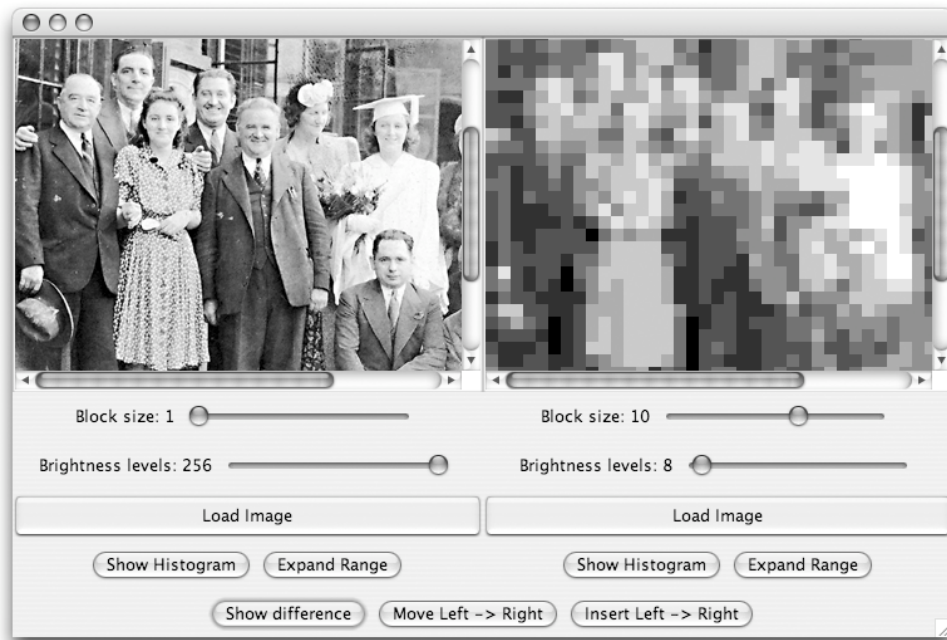 Block size: 1
Block size: 10
Brightness levels: 256
Brightness levels: 8
Load Image
Load Image
Show Histogram
Expand Range
Show Histogram
Expand Range
Show difference
Move Left -> Right
Insert Left -> Right